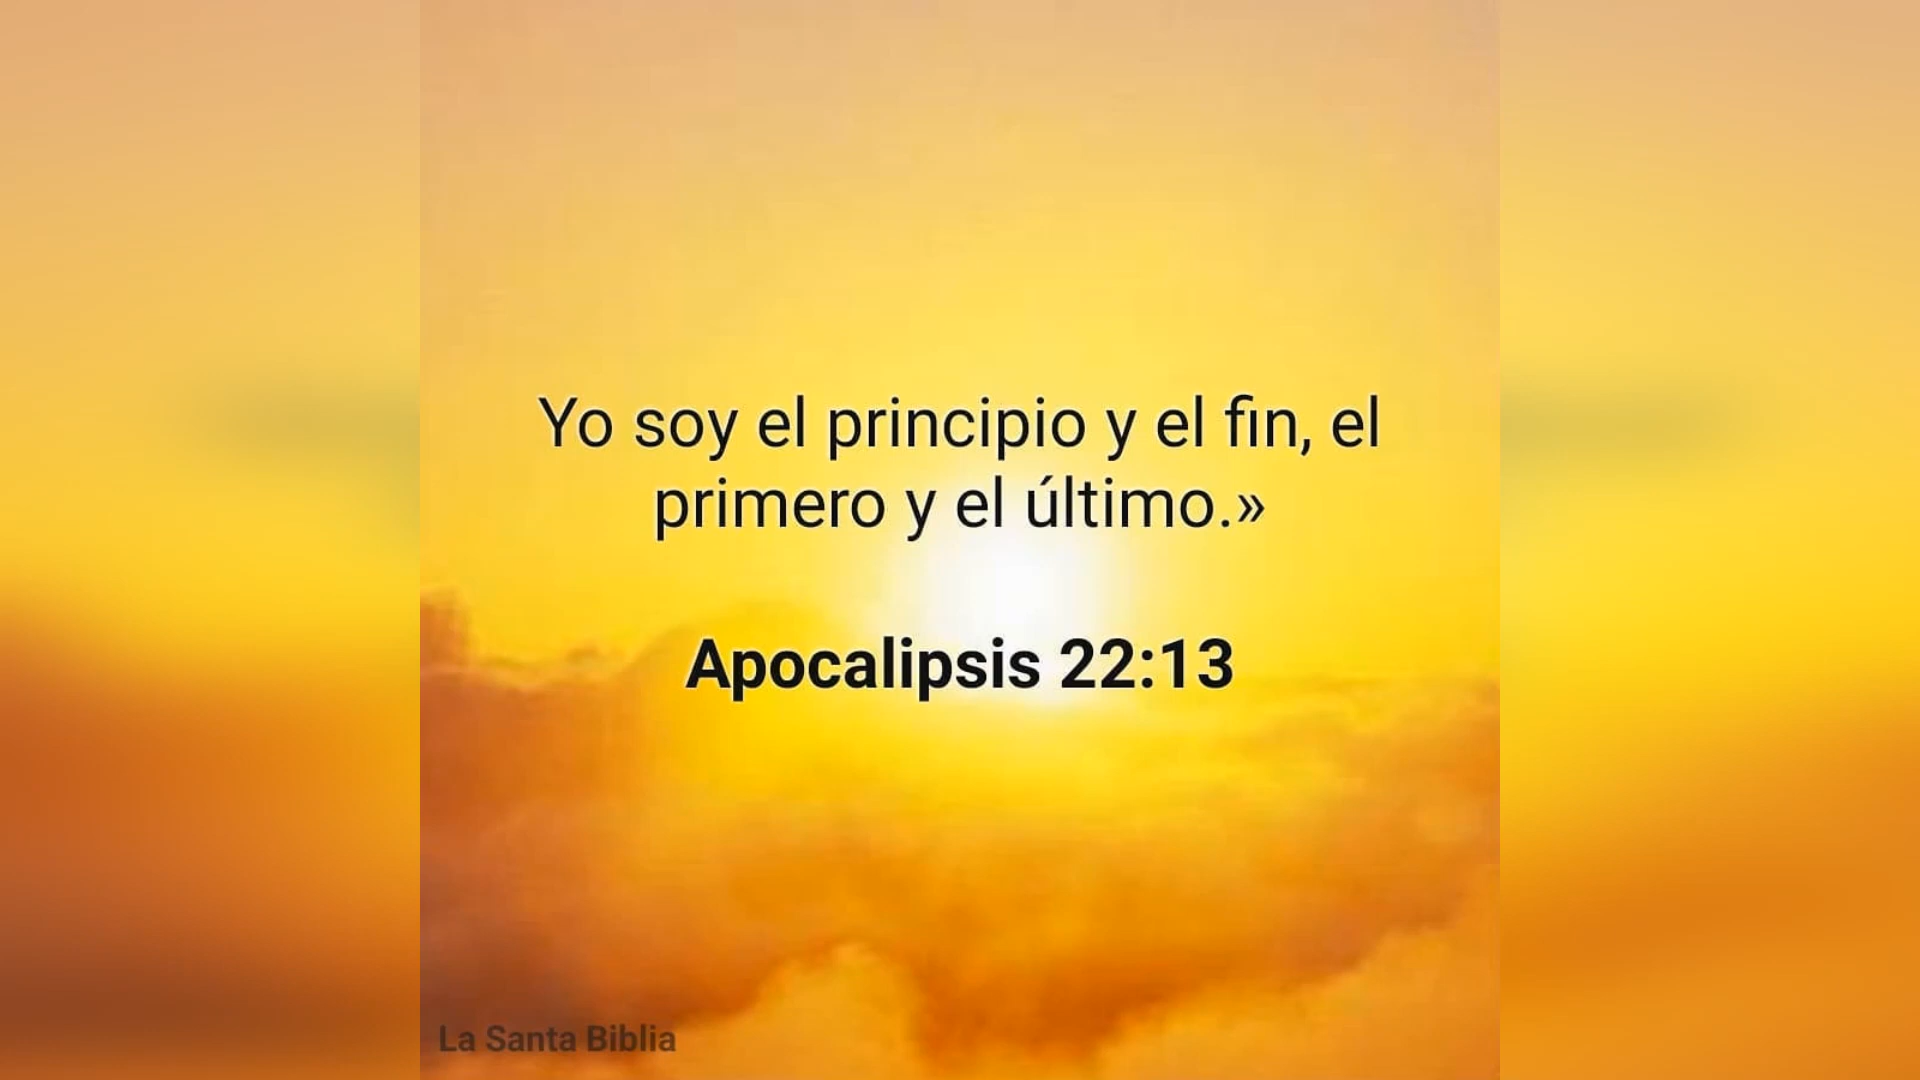 Yo soy el principio y el fin, el
primero y el último.»
Apocalipsis 22:13
La Santa Biblia